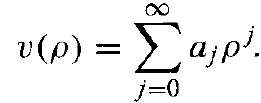 v(ρ) = ∑_{j=0}^{∞} a_j ρ^j.